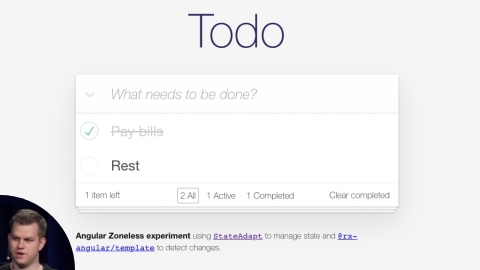 Todo
What needs to be done?
Pay bills
Rest
1 item left 2 All 1 Active 1 Completed Clear completed
Angular Zoneless experiment using StateAdapt to manage state and @rx-
angular/template to detect changes.